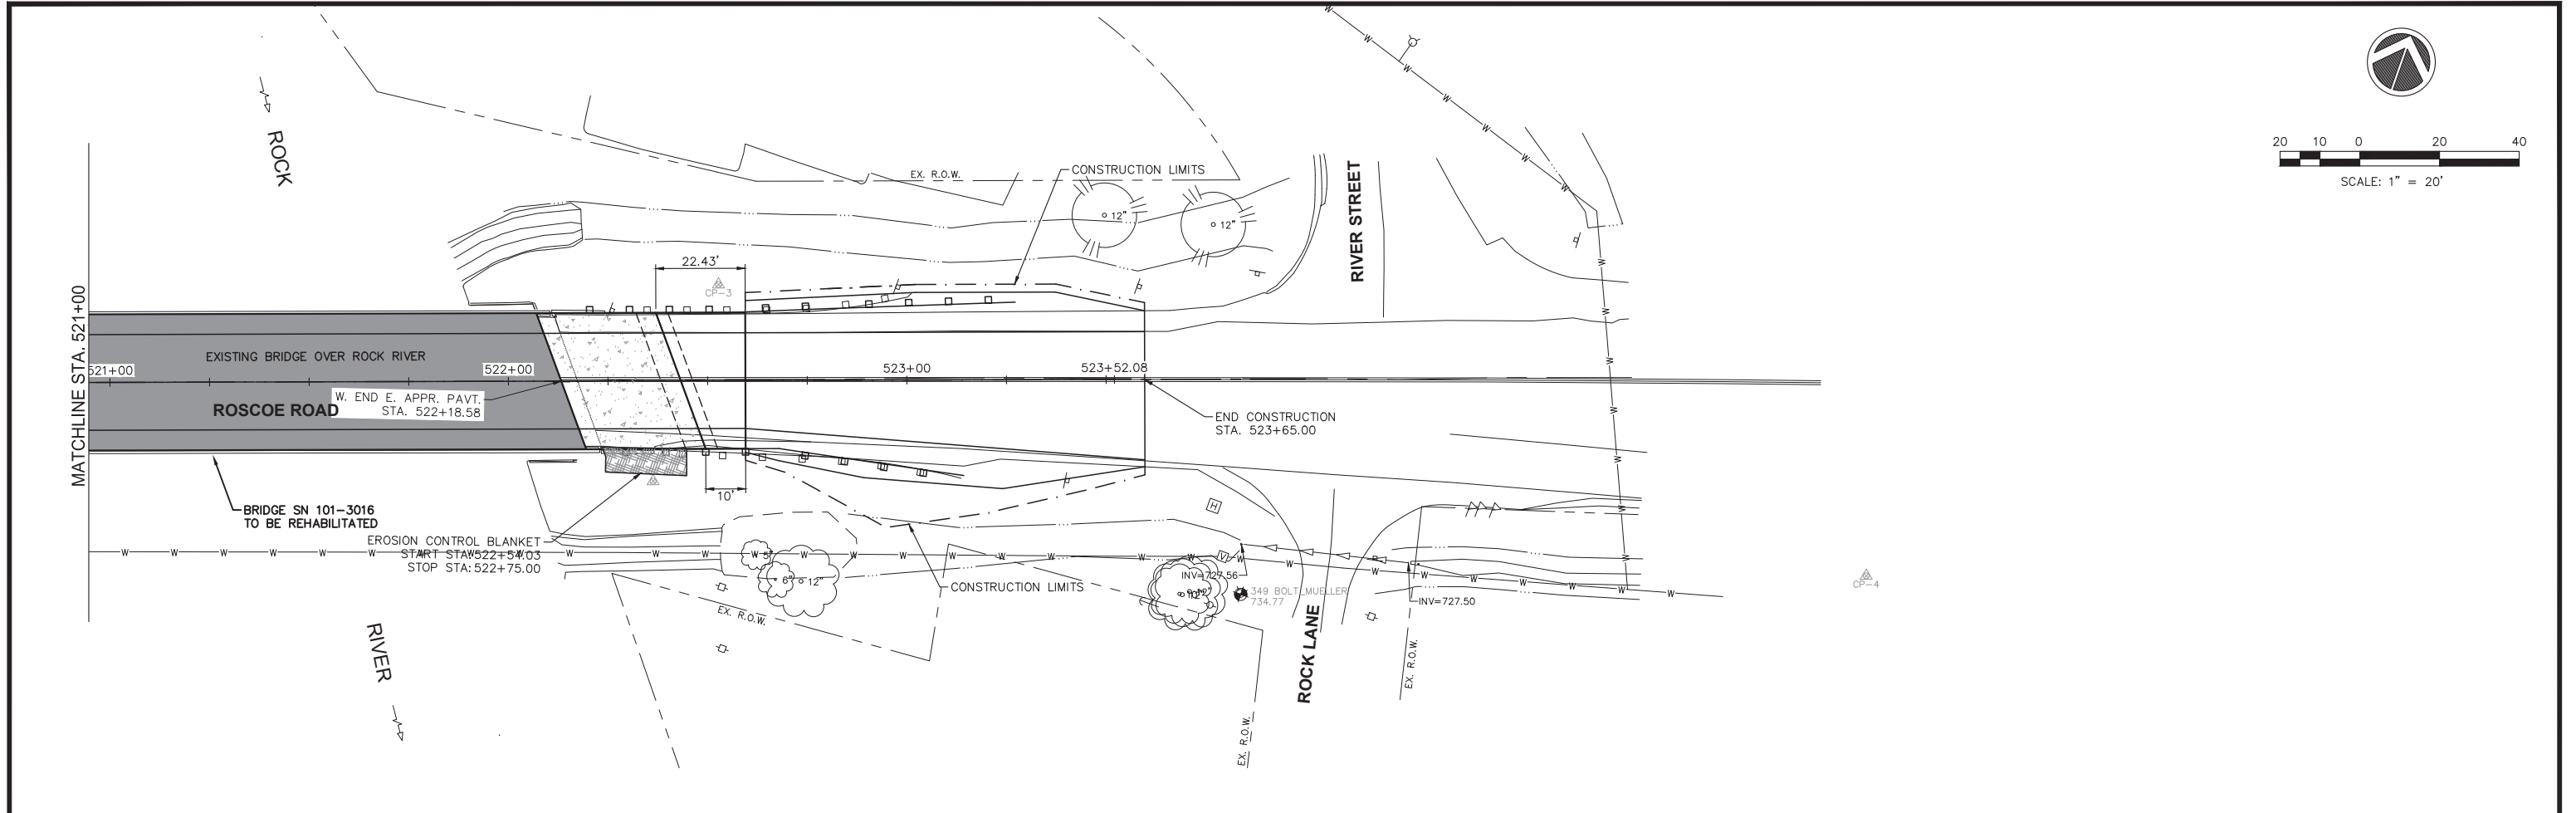 ROCK
EX. R.O.W.
CONSTRUCTION LIMITS
12"
12"
RIVER STREET
20 10 0 20 40
SCALE: 1" = 20'
22.43'
CP-3
MATCHLINE STA. 521+00
EXISTING BRIDGE OVER ROCK RIVER
521+00
522+00
523+00
523+52.08
W. END E. APPR. PAVT.
STA. 522+18.58
ROSCOE ROAD
END CONSTRUCTION
STA. 523+65.00
10'
BRIDGE SN 101-3016
TO BE REHABILITATED
EROSION CONTROL BLANKET
START STA:522+54.03
STOP STA:522+75.00
W W W W W W W W W W W W W W W W W W W W W W W W W W W W W W
H
V
5"
6"
12"
CONSTRUCTION LIMITS
INV=727.56
12"
349 BOLT_MUELLER
734.77
INV=727.50
CP-4
EX. R.O.W.
ROCK LANE
EX. R.O.W.
EX. R.O.W.
RIVER
W W W W W W W W W W W W W W